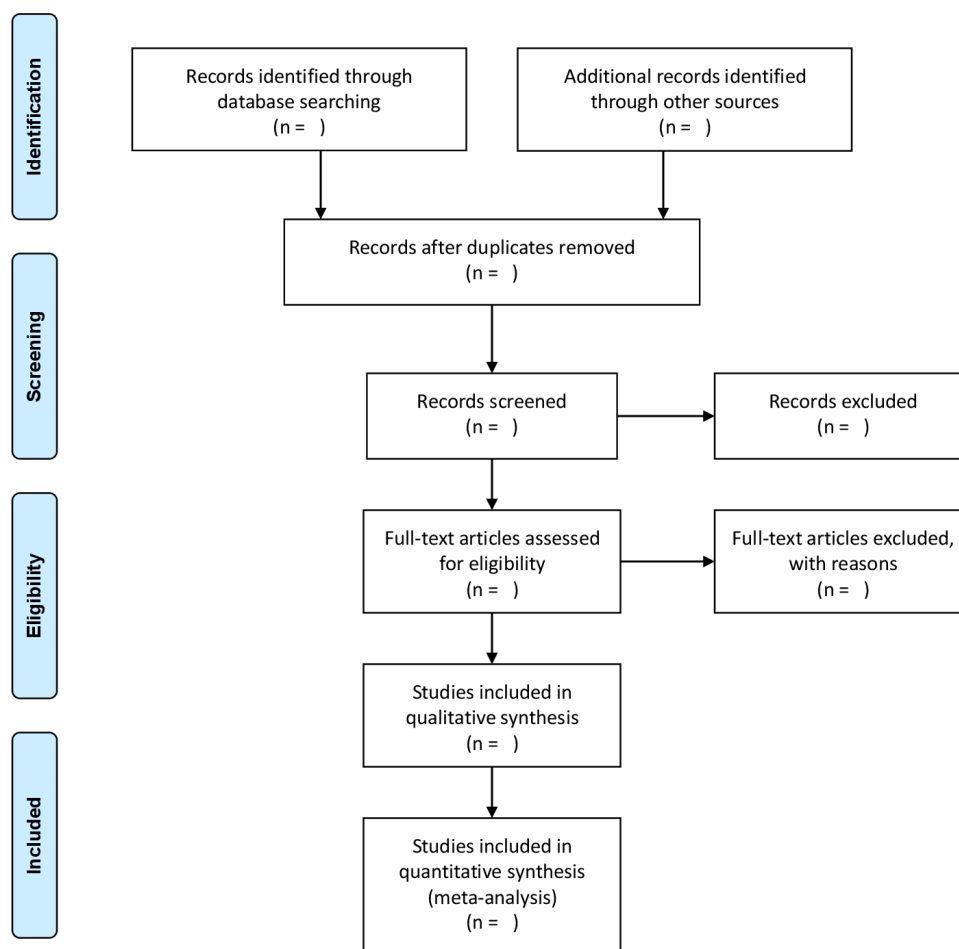 Identification
Records identified through
database searching
(n =   )
Additional records identified
through other sources
(n =   )
Records after duplicates removed
(n =   )
Screening
Records screened
(n =   )
Records excluded
(n =   )
Eligibility
Full-text articles assessed
for eligibility
(n =   )
Full-text articles excluded,
with reasons
(n =   )
Studies included in
qualitative synthesis
(n =   )
Included
Studies included in
quantitative synthesis
(meta-analysis)
(n =   )